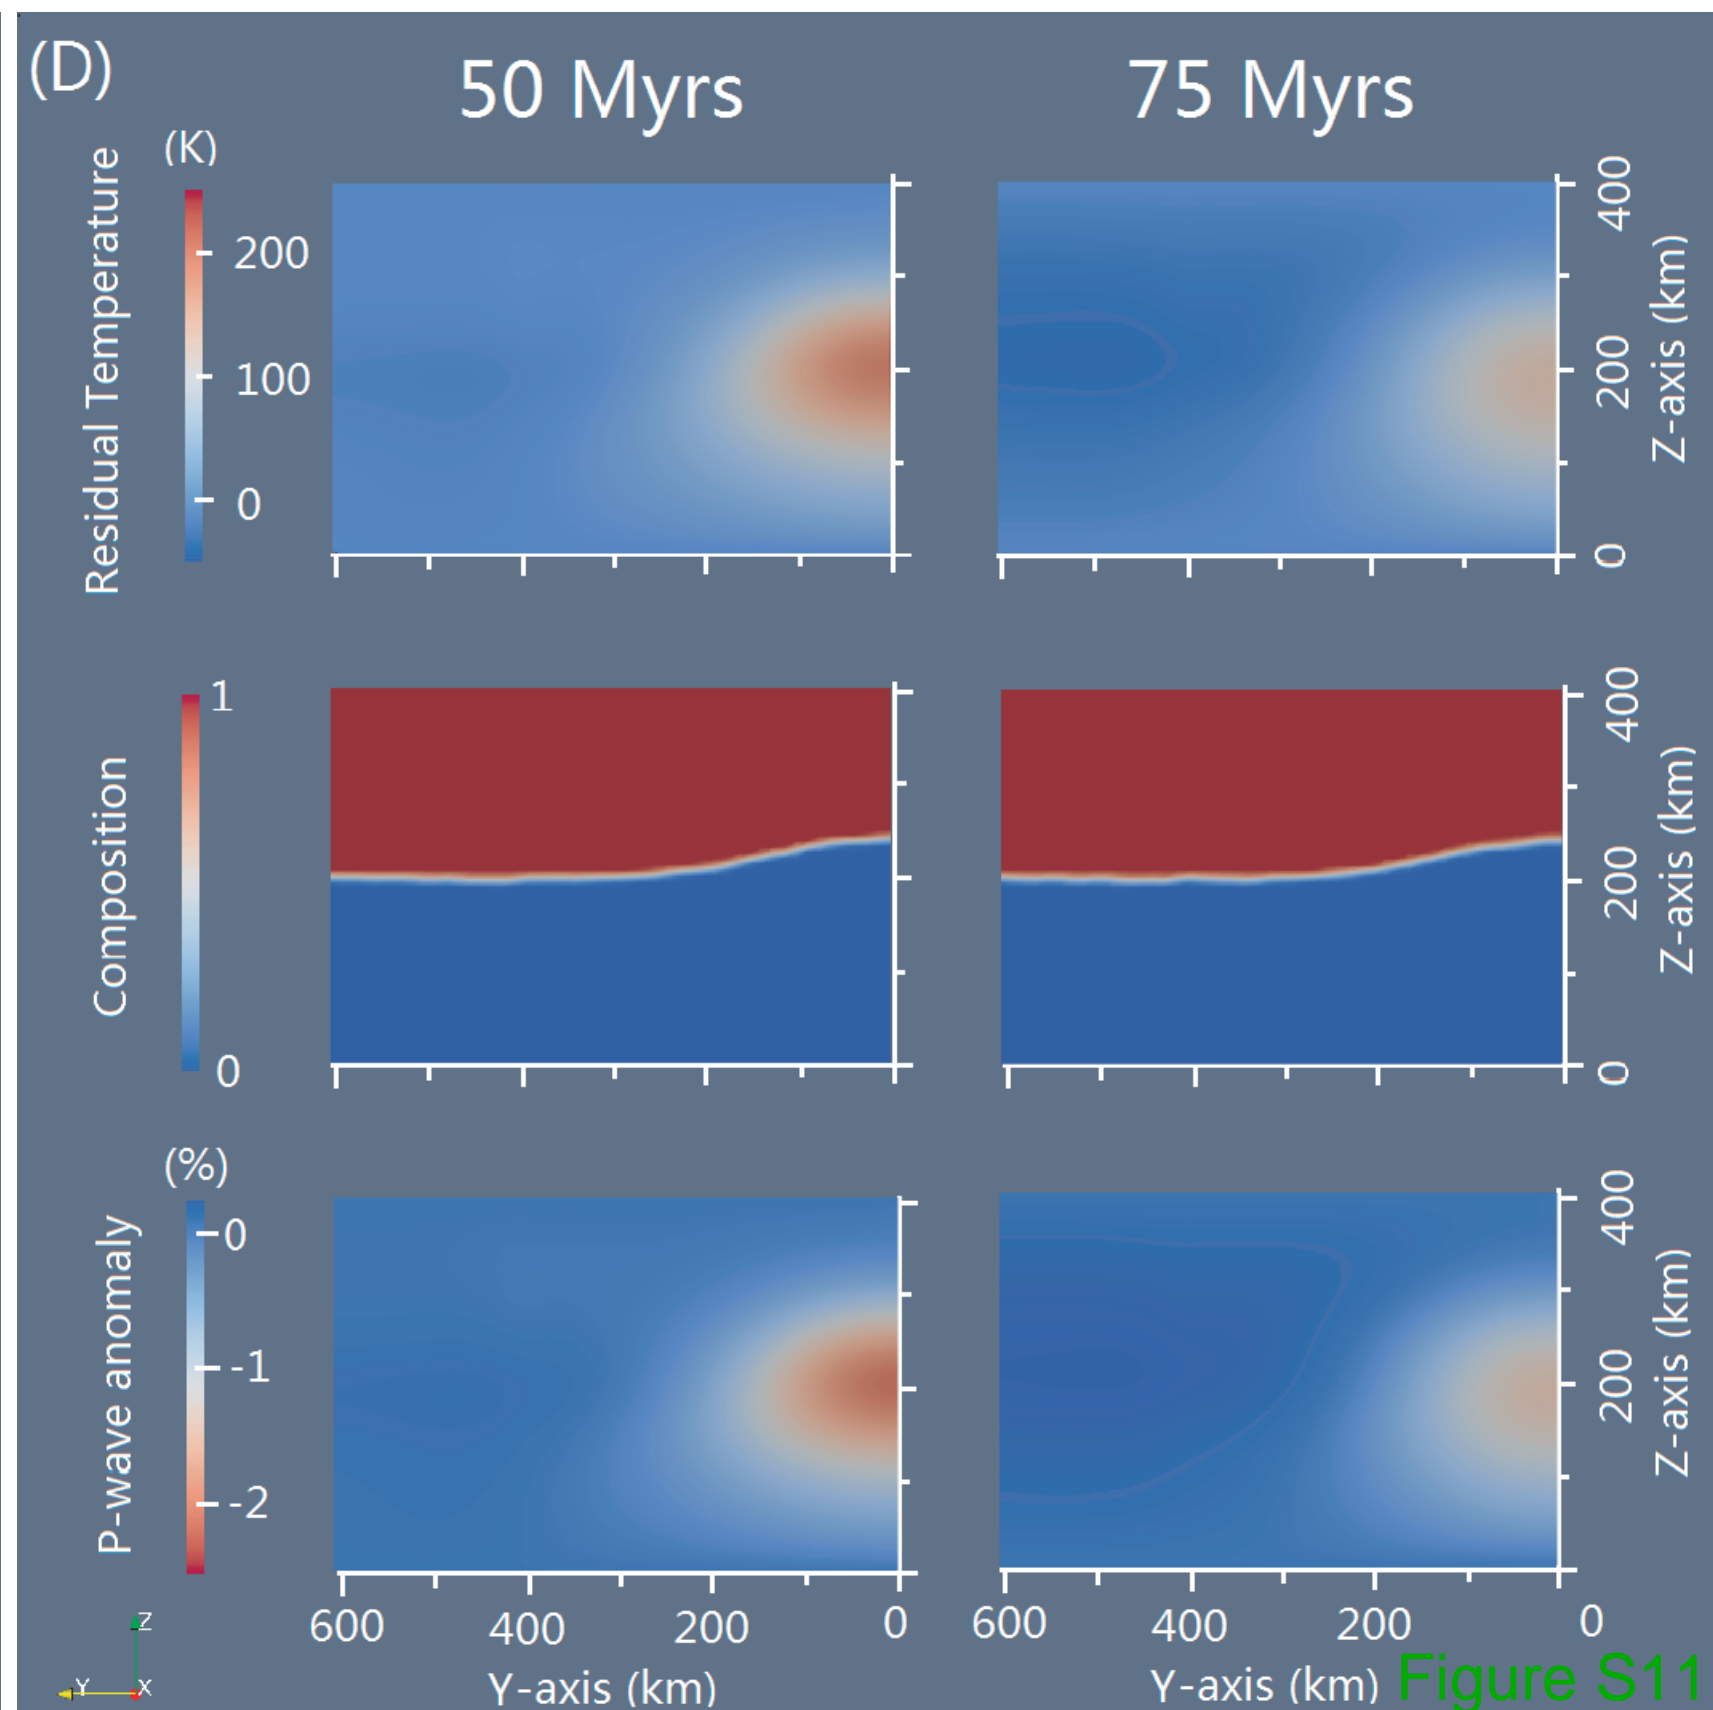 (D)
50 Myrs
75 Myrs
Residual Temperature
(K)
200
100
0
400
200
0
Z-axis (km)
Composition
1
0
400
200
0
Z-axis (km)
P-wave anomaly
(%)
0
-1
-2
400
200
Z-axis (km)
600
400
200
0
600
400
200
0
Y-axis (km)
Y-axis (km)
Z
Y
X
Figure S11